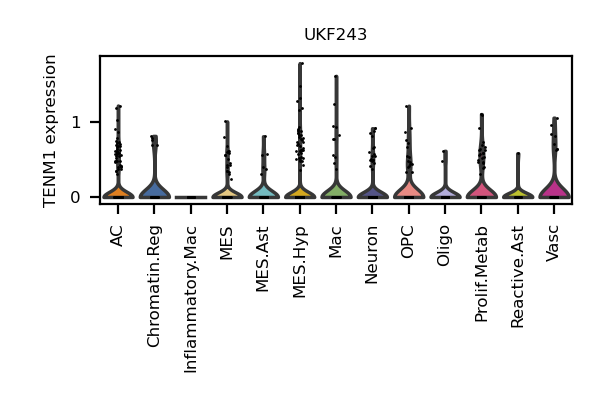 UKF243
TENM1 expression
1
0
AC
Chromatin.Reg
Inflammatory.Mac
MES
MES.Ast
MES.Hyp
Mac
Neuron
OPC
Oligo
Prolif.Metab
Reactive.Ast
Vasc